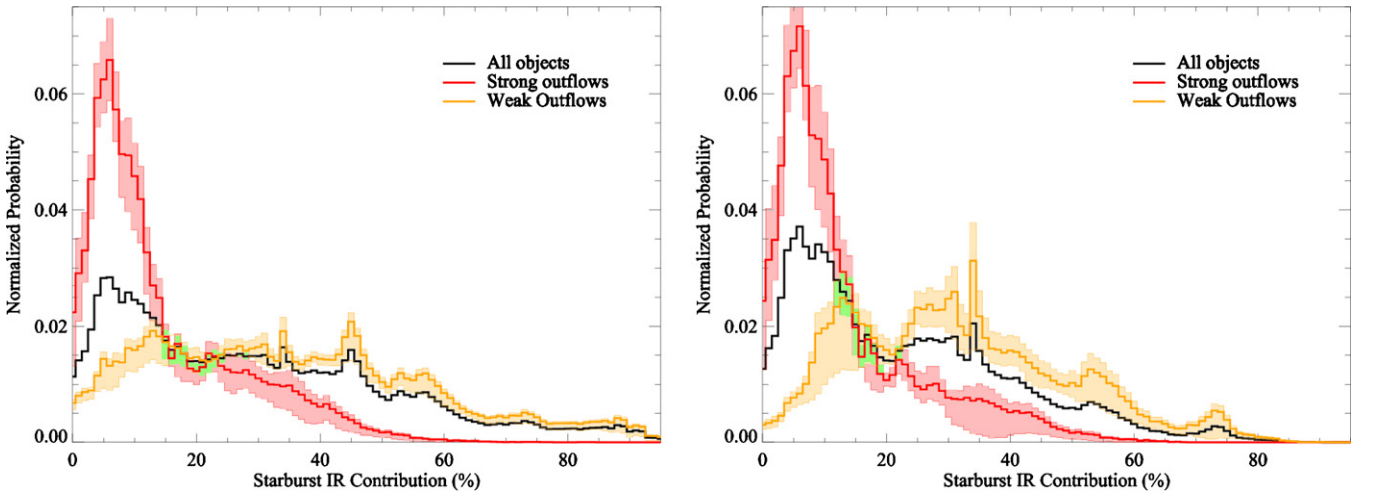 All objects
Strong outflows
Weak Outflows
0.06
0.04
0.02
0.00
Normalized Probability
0
20
40
60
80
Starburst IR Contribution (%)
All objects
Strong outflows
Weak Outflows
0.06
0.04
0.02
0.00
Normalized Probability
0
20
40
60
80
Starburst IR Contribution (%)